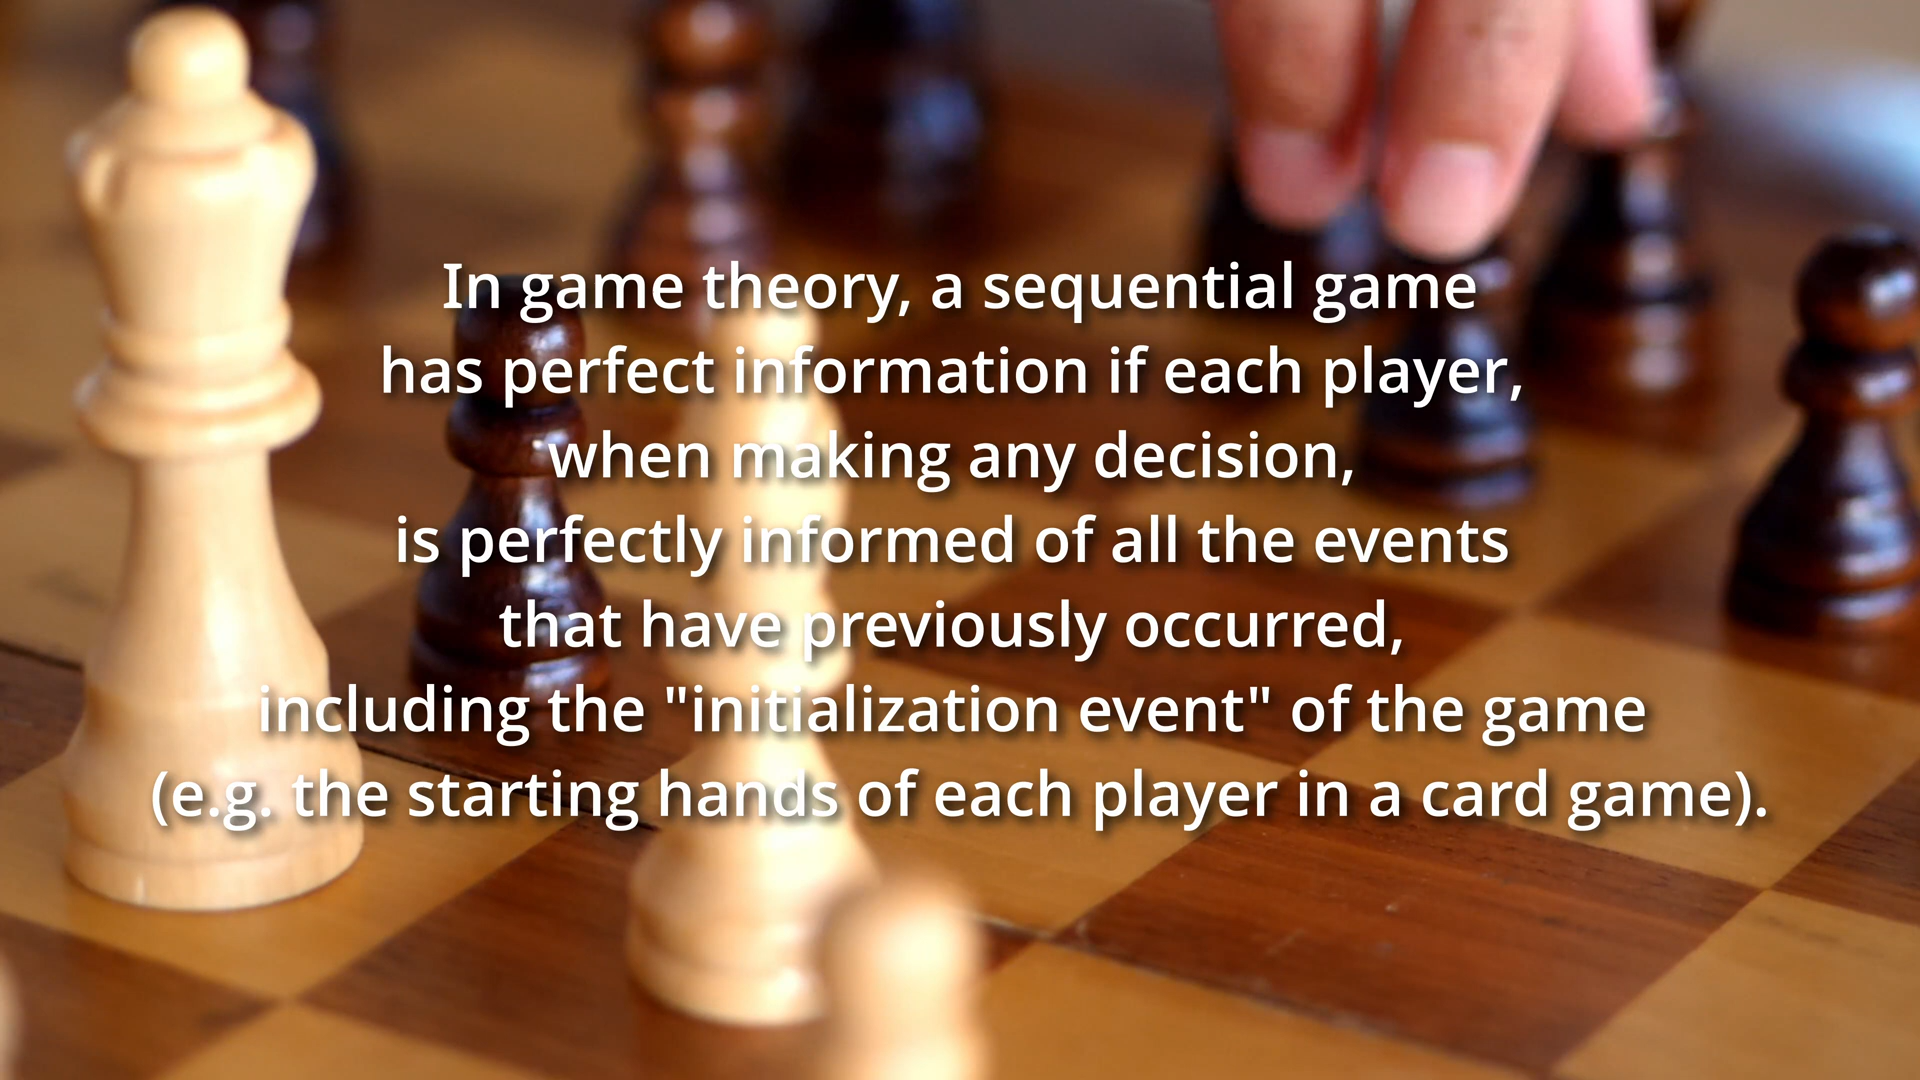 In game theory, a sequential game
has perfect information if each player,
when making any decision,
is perfectly informed of all the events
that have previously occurred,
including the "initialization event" of the game
(e.g. the starting hands of each player in a card game).